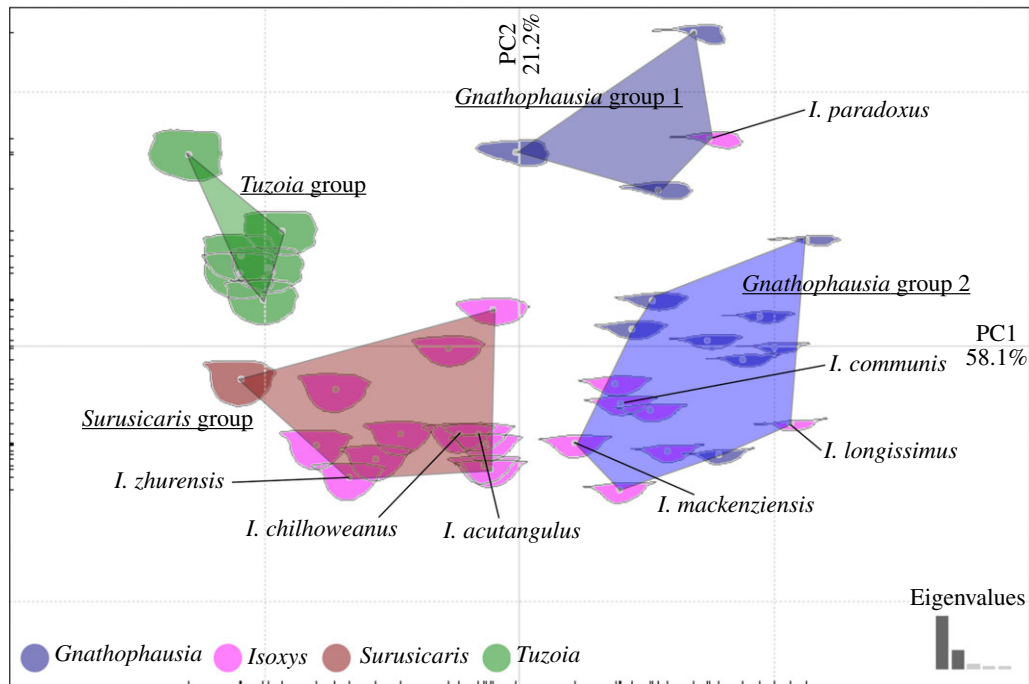 PC2
21.2%
Gnathophausia group 1
I. paradoxus
Tuzoia group
Gnathophausia group 2
PC1
58.1%
I. communis
Surusicaris group
I. longissimus
I. zhurensis
I. mackenziensis
I. chilhoweanus
I. acutangulus
Eigenvalues
Gnathophausia
Isoxys
Surusicaris
Tuzoia